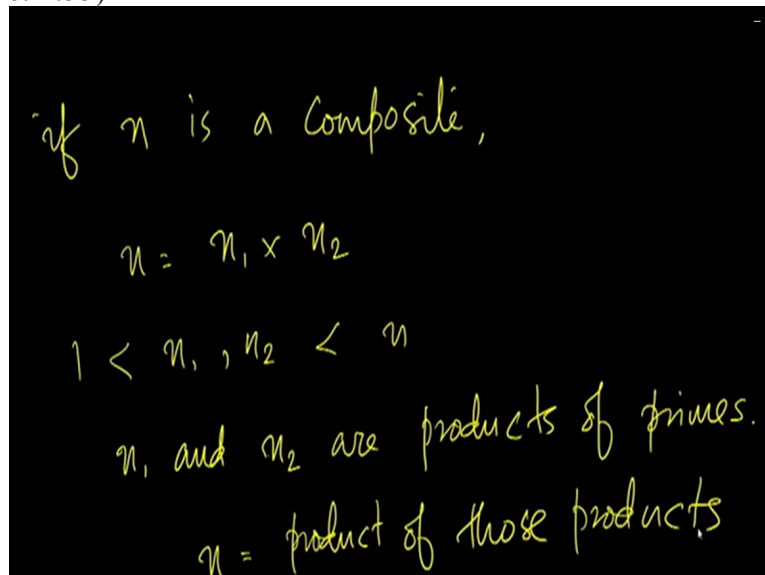 if n is a composite,
n = n₁ × n₂
1 < n₁, n₂ < n
n₁ and n₂ are products of primes.
n = product of those products